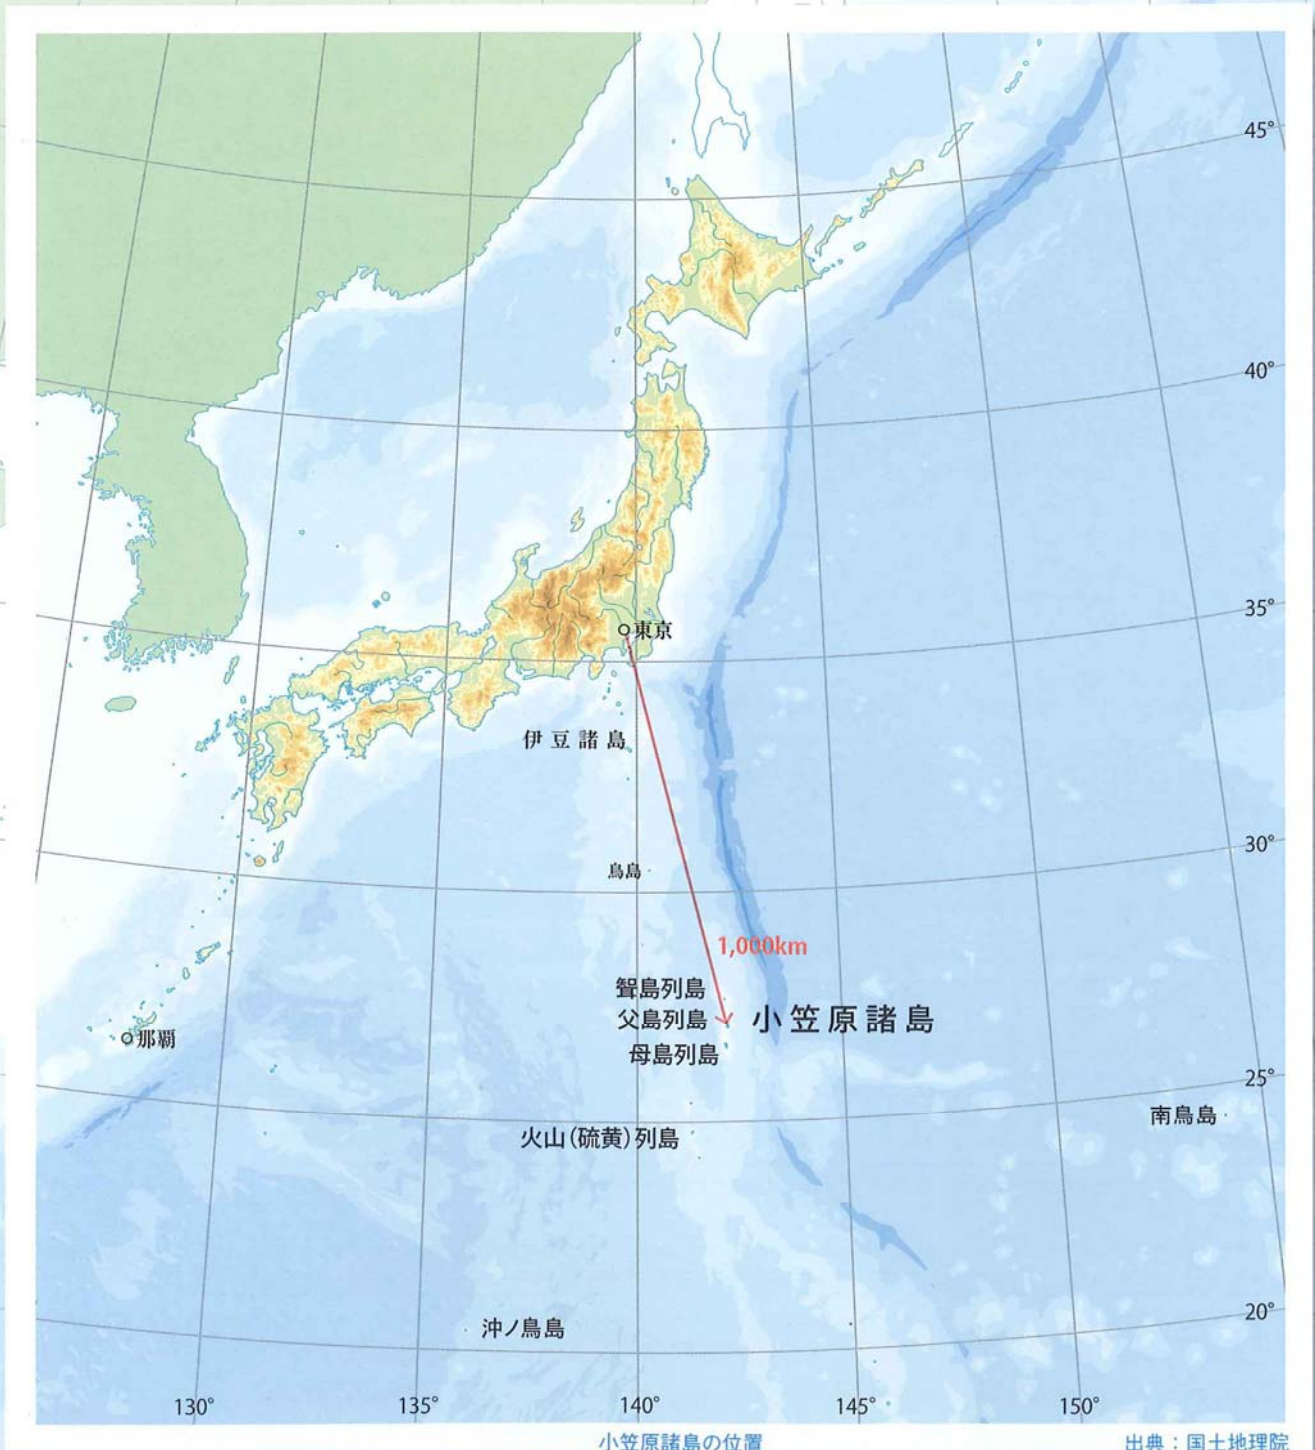 45°
40°
35°
東京
伊豆諸島
30°
鳥島
1,000km
聟島列島
父島列島
小笠原諸島
母島列島
那覇
25°
南鳥島
火山(硫黄)列島
20°
沖ノ鳥島
130°
135°
140°
145°
150°
小笠原諸島の位置
出典：国土地理院